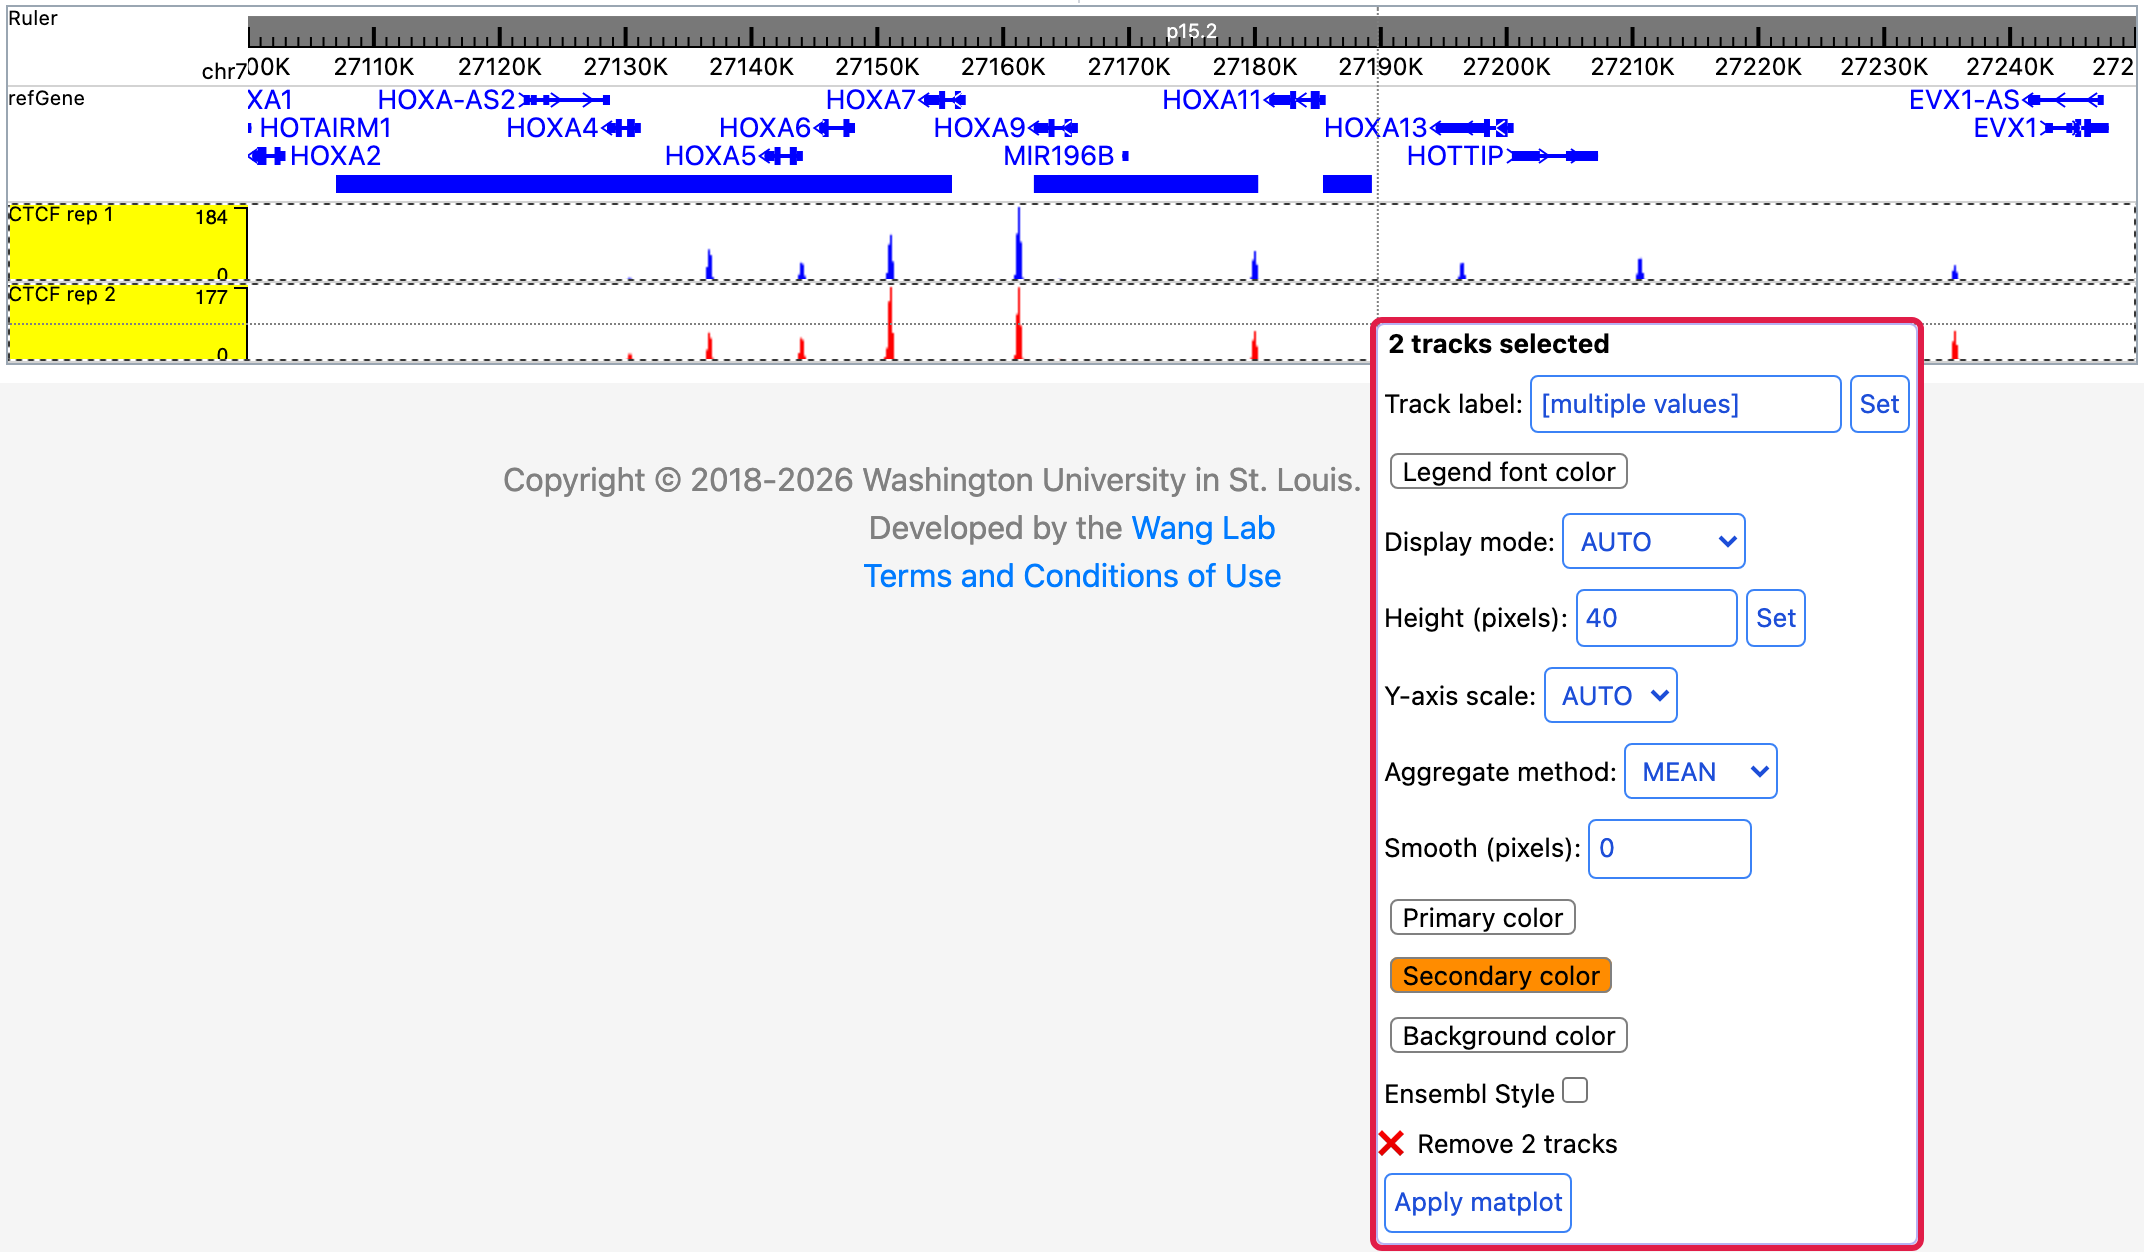 Ruler
p15.2
chr7
00K 27110K 27120K 27130K 27140K 27150K 27160K 27170K 27180K 27190K 27200K 27210K 27220K 27230K 27240K 272
refGene
XA1 HOXA-AS2 HOXA7 HOXA11 EVX1-AS
HOTAIRM1 HOXA4 HOXA6 HOXA9 HOXA13 EVX1
HOXA2 HOXA5 MIR196B HOTTIP
CTCF rep 1 184
0
CTCF rep 2 177
0
2 tracks selected
Track label: [multiple values] Set
Legend font color
Display mode: AUTO
Height (pixels): 40 Set
Y-axis scale: AUTO
Aggregate method: MEAN
Smooth (pixels): 0
Primary color
Secondary color
Background color
Ensembl Style
Remove 2 tracks
Apply matplot
Copyright © 2018-2026 Washington University in St. Louis.
Developed by the Wang Lab
Terms and Conditions of Use